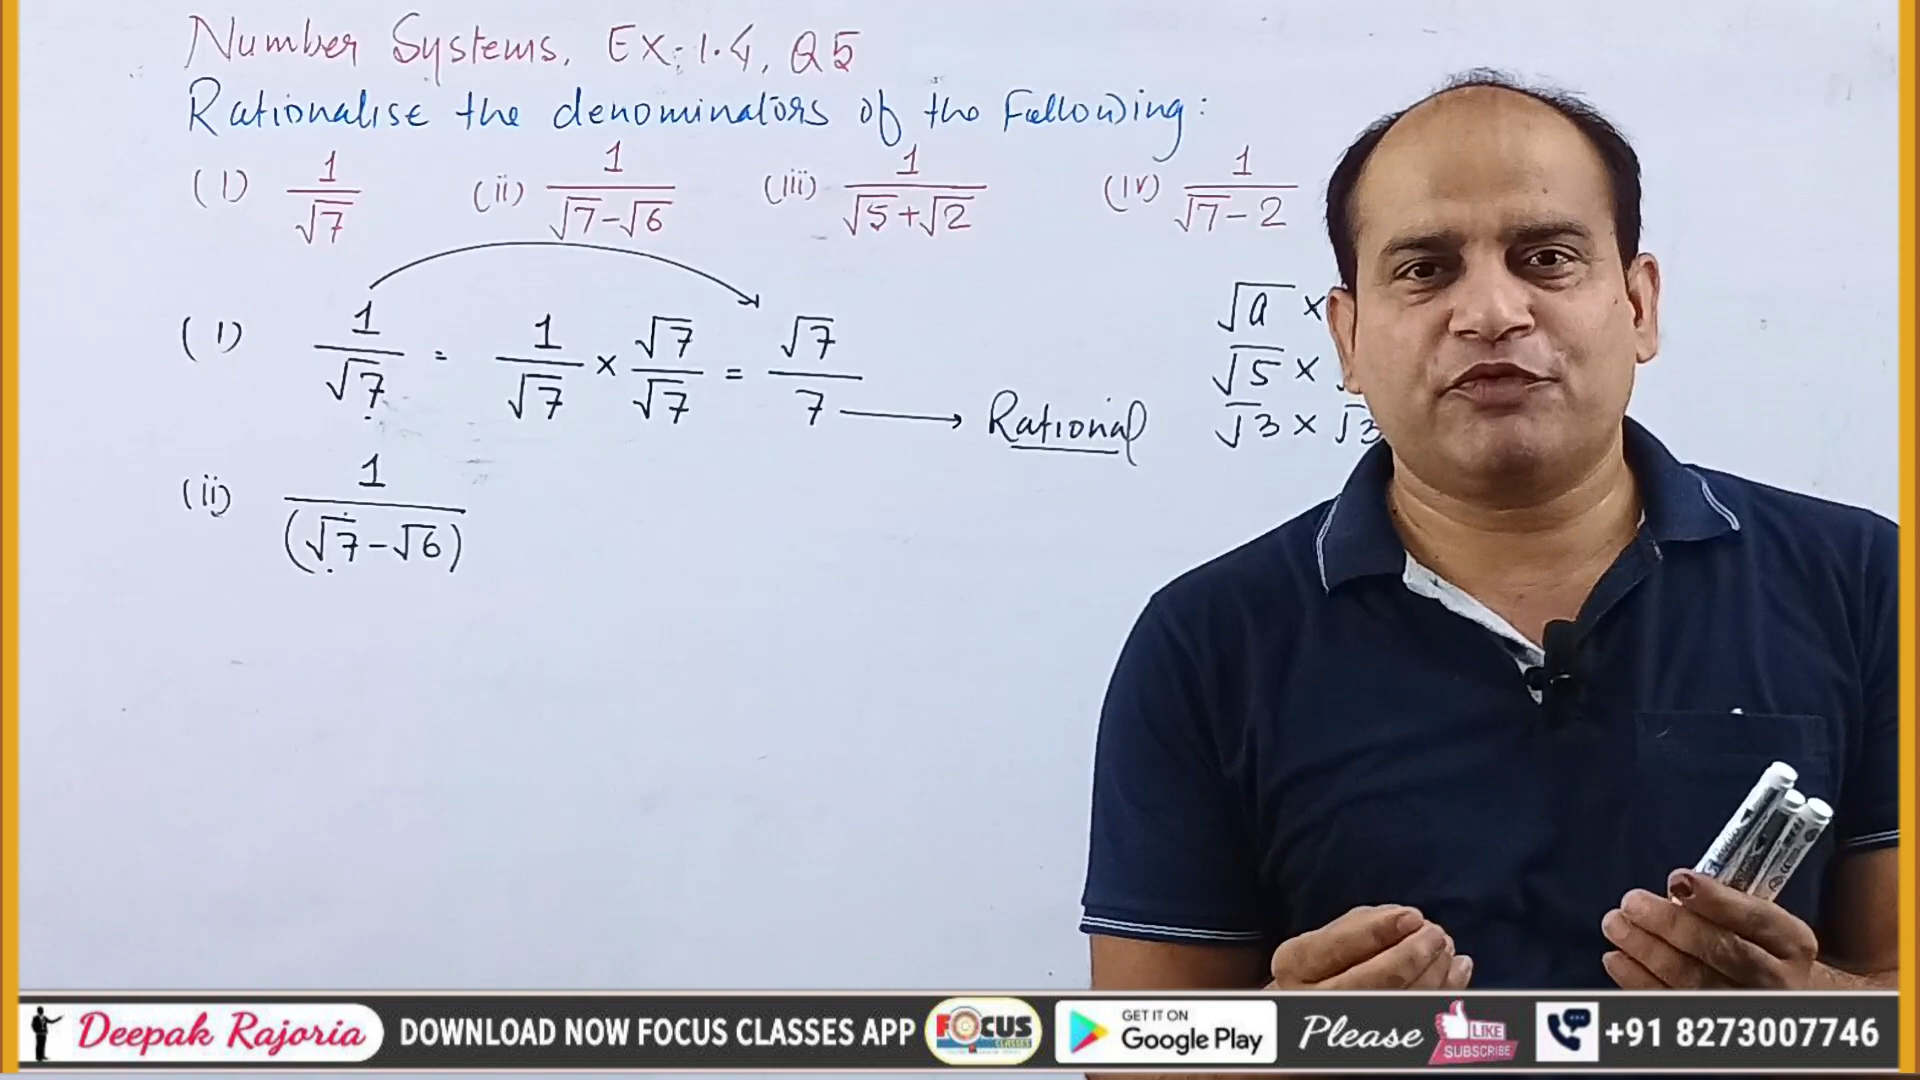 Number Systems, Ex: 1.4, Q5
Rationalise the denominators of the Following:
(i) 1/√7 (ii) 1/(√7-√6) (iii) 1/(√5+√2) (iv) 1/(√7-2)
(i) 1/√7 = 1/√7 × √7/√7 = √7/7 → Rational
√a ×
√5 ×
√3 × √3
(ii) 1/(√7-√6)
Deepak Rajoria DOWNLOAD NOW FOCUS CLASSES APP FOCUS CLASSES GET IT ON Google Play Please LIKE SUBSCRIBE +91 8273007746